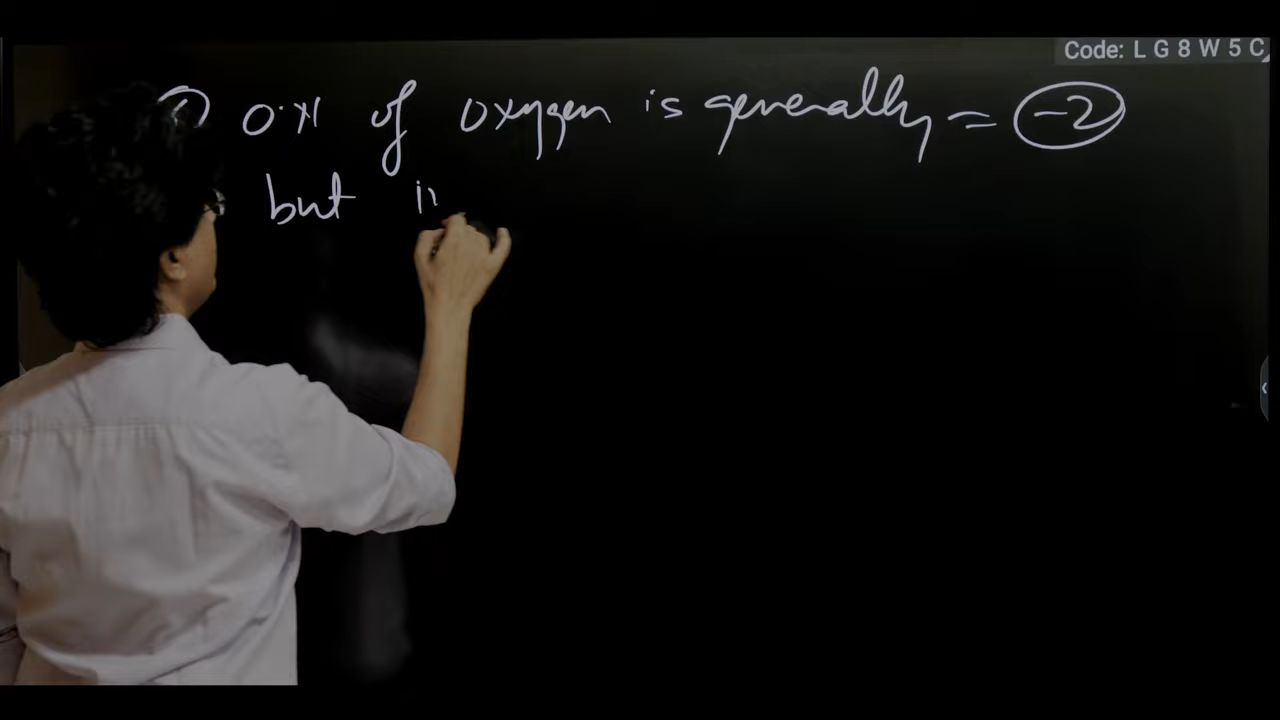 Code: L G 8 W 5 C
O.N of oxygen is generally = -2
but